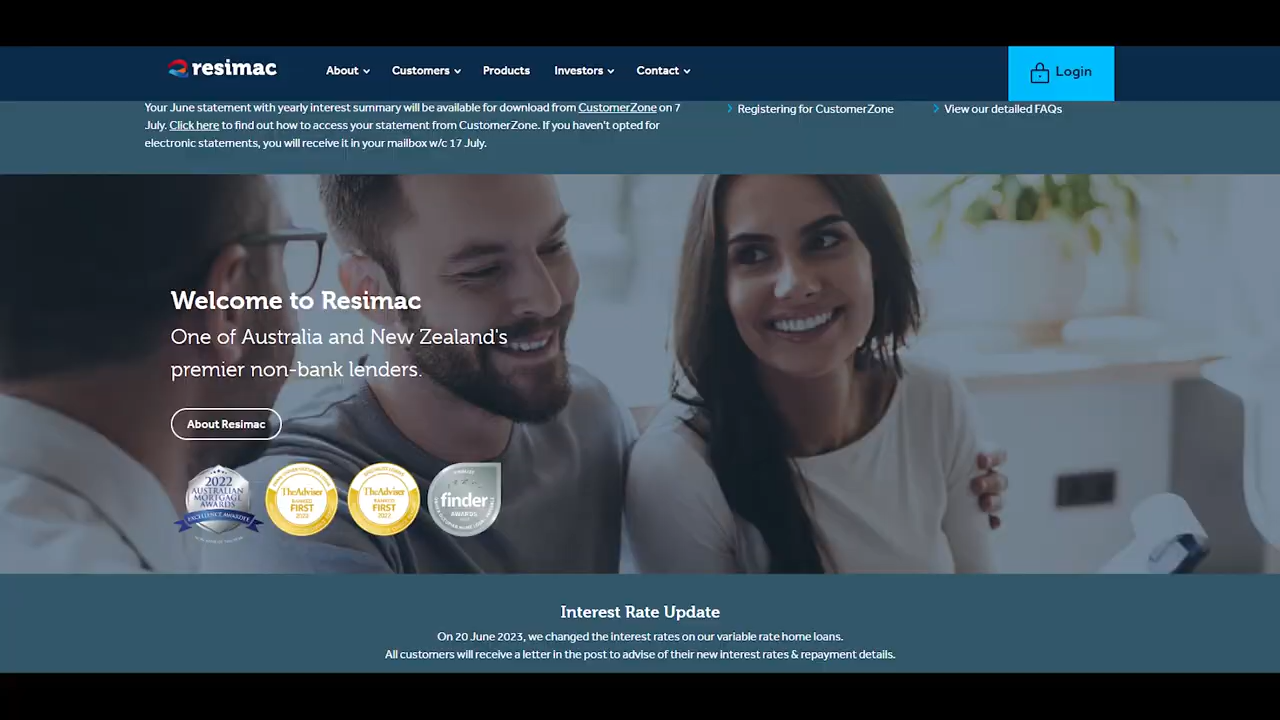 resimac
About
Customers
Products
Investors
Contact
Login
Your June statement with yearly interest summary will be available for download from CustomerZone on 7
July. Click here to find out how to access your statement from CustomerZone. If you haven't opted for
electronic statements, you will receive it in your mailbox w/c 17 July.
Registering for CustomerZone
View our detailed FAQs
Welcome to Resimac
One of Australia and New Zealand's
premier non-bank lenders.
About Resimac
2022
AUSTRALIAN
MORTGAGE
AWARDS
EXCELLENCE AWARDEE
TheAdviser
RANKED
FIRST
TheAdviser
RANKED
FIRST
finder
AWARDS
Interest Rate Update
On 20 June 2023, we changed the interest rates on our variable rate home loans.
All customers will receive a letter in the post to advise of their new interest rates & repayment details.